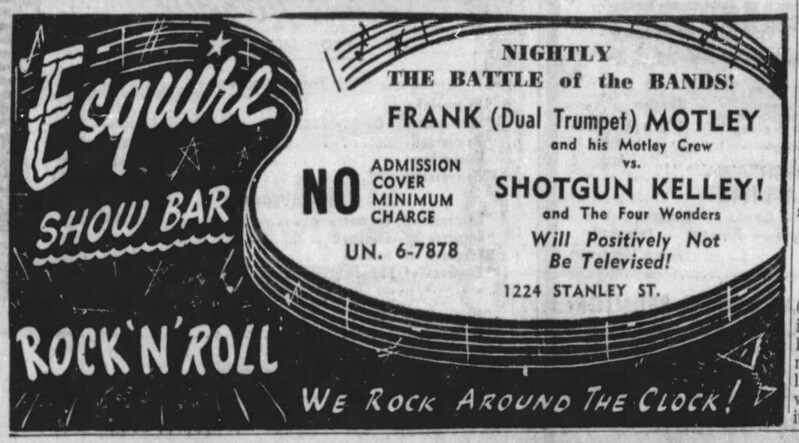 Esquire
SHOW BAR
ROCK 'N' ROLL
NIGHTLY
THE BATTLE of the BANDS!
FRANK (Dual Trumpet) MOTLEY
and his Motley Crew
vs.
SHOTGUN KELLEY!
and The Four Wonders
Will Positively Not
Be Televised!
1224 STANLEY ST.
NO
ADMISSION
COVER
MINIMUM
CHARGE
UN. 6-7878
WE ROCK AROUND THE CLOCK!